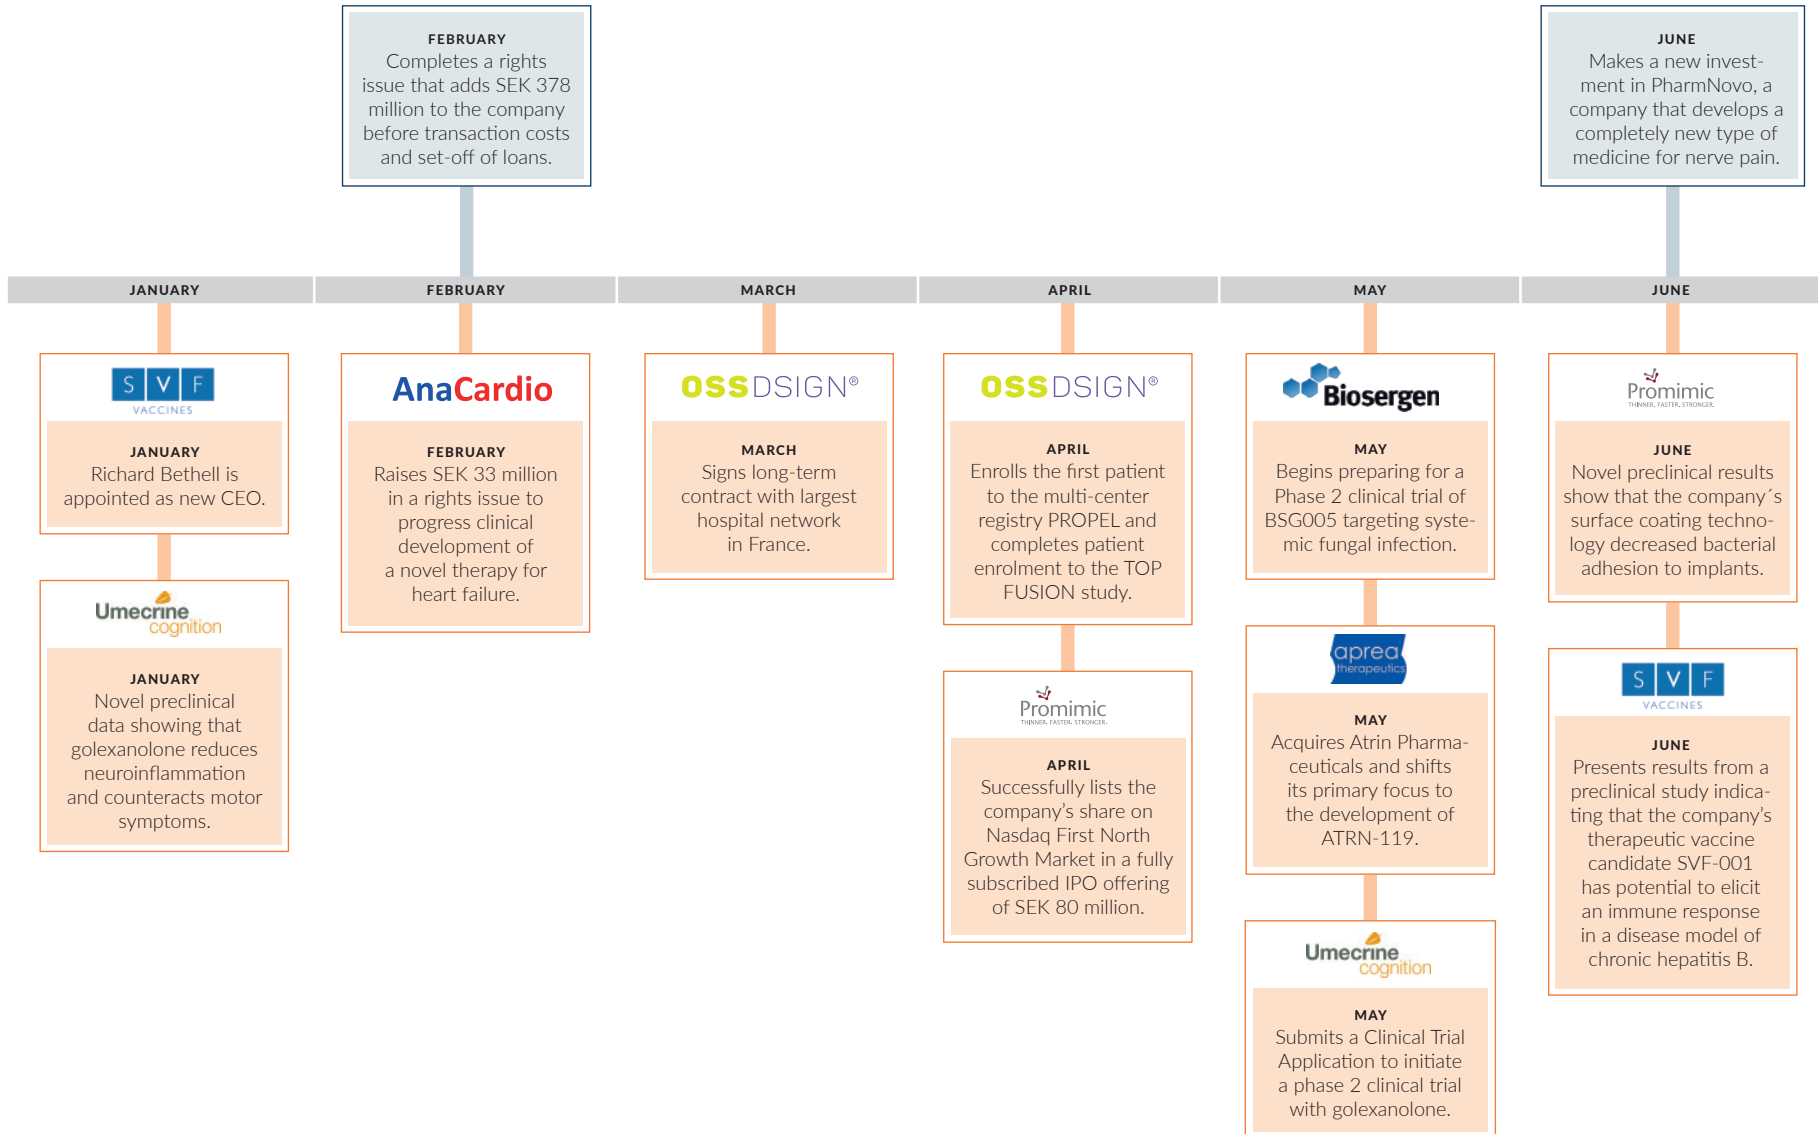 FEBRUARY
Completes a rights
issue that adds SEK 378
million to the company
before transaction costs
and set-off of loans.
JUNE
Makes a new invest-
ment in PharmNovo, a
company that develops a
completely new type of
medicine for nerve pain.
JANUARY
FEBRUARY
MARCH
APRIL
MAY
JUNE
SVF
VACCINES
JANUARY
Richard Bethell is
appointed as new CEO.
Umecrine
cognition
JANUARY
Novel preclinical
data showing that
golexanolone reduces
neuroinflammation
and counteracts motor
symptoms.
AnaCardio
FEBRUARY
Raises SEK 33 million
in a rights issue to
progress clinical
development of
a novel therapy for
heart failure.
OSSDSIGN®
MARCH
Signs long-term
contract with largest
hospital network
in France.
OSSDSIGN®
APRIL
Enrolls the first patient
to the multi-center
registry PROPEL and
completes patient
enrolment to the TOP
FUSION study.
Promimic
THINNER. FASTER. STRONGER.
APRIL
Successfully lists the
company’s share on
Nasdaq First North
Growth Market in a fully
subscribed IPO offering
of SEK 80 million.
Biosergen
MAY
Begins preparing for a
Phase 2 clinical trial of
BSG005 targeting syste-
mic fungal infection.
aprea
therapeutics
MAY
Acquires Atrin Pharma-
ceuticals and shifts
its primary focus to
the development of
ATRN-119.
Umecrine
cognition
MAY
Submits a Clinical Trial
Application to initiate
a phase 2 clinical trial
with golexanolone.
Promimic
THINNER. FASTER. STRONGER.
JUNE
Novel preclinical results
show that the company´s
surface coating techno-
logy decreased bacterial
adhesion to implants.
SVF
VACCINES
JUNE
Presents results from a
preclinical study indica-
ting that the company’s
therapeutic vaccine
candidate SVF-001
has potential to elicit
an immune response
in a disease model of
chronic hepatitis B.